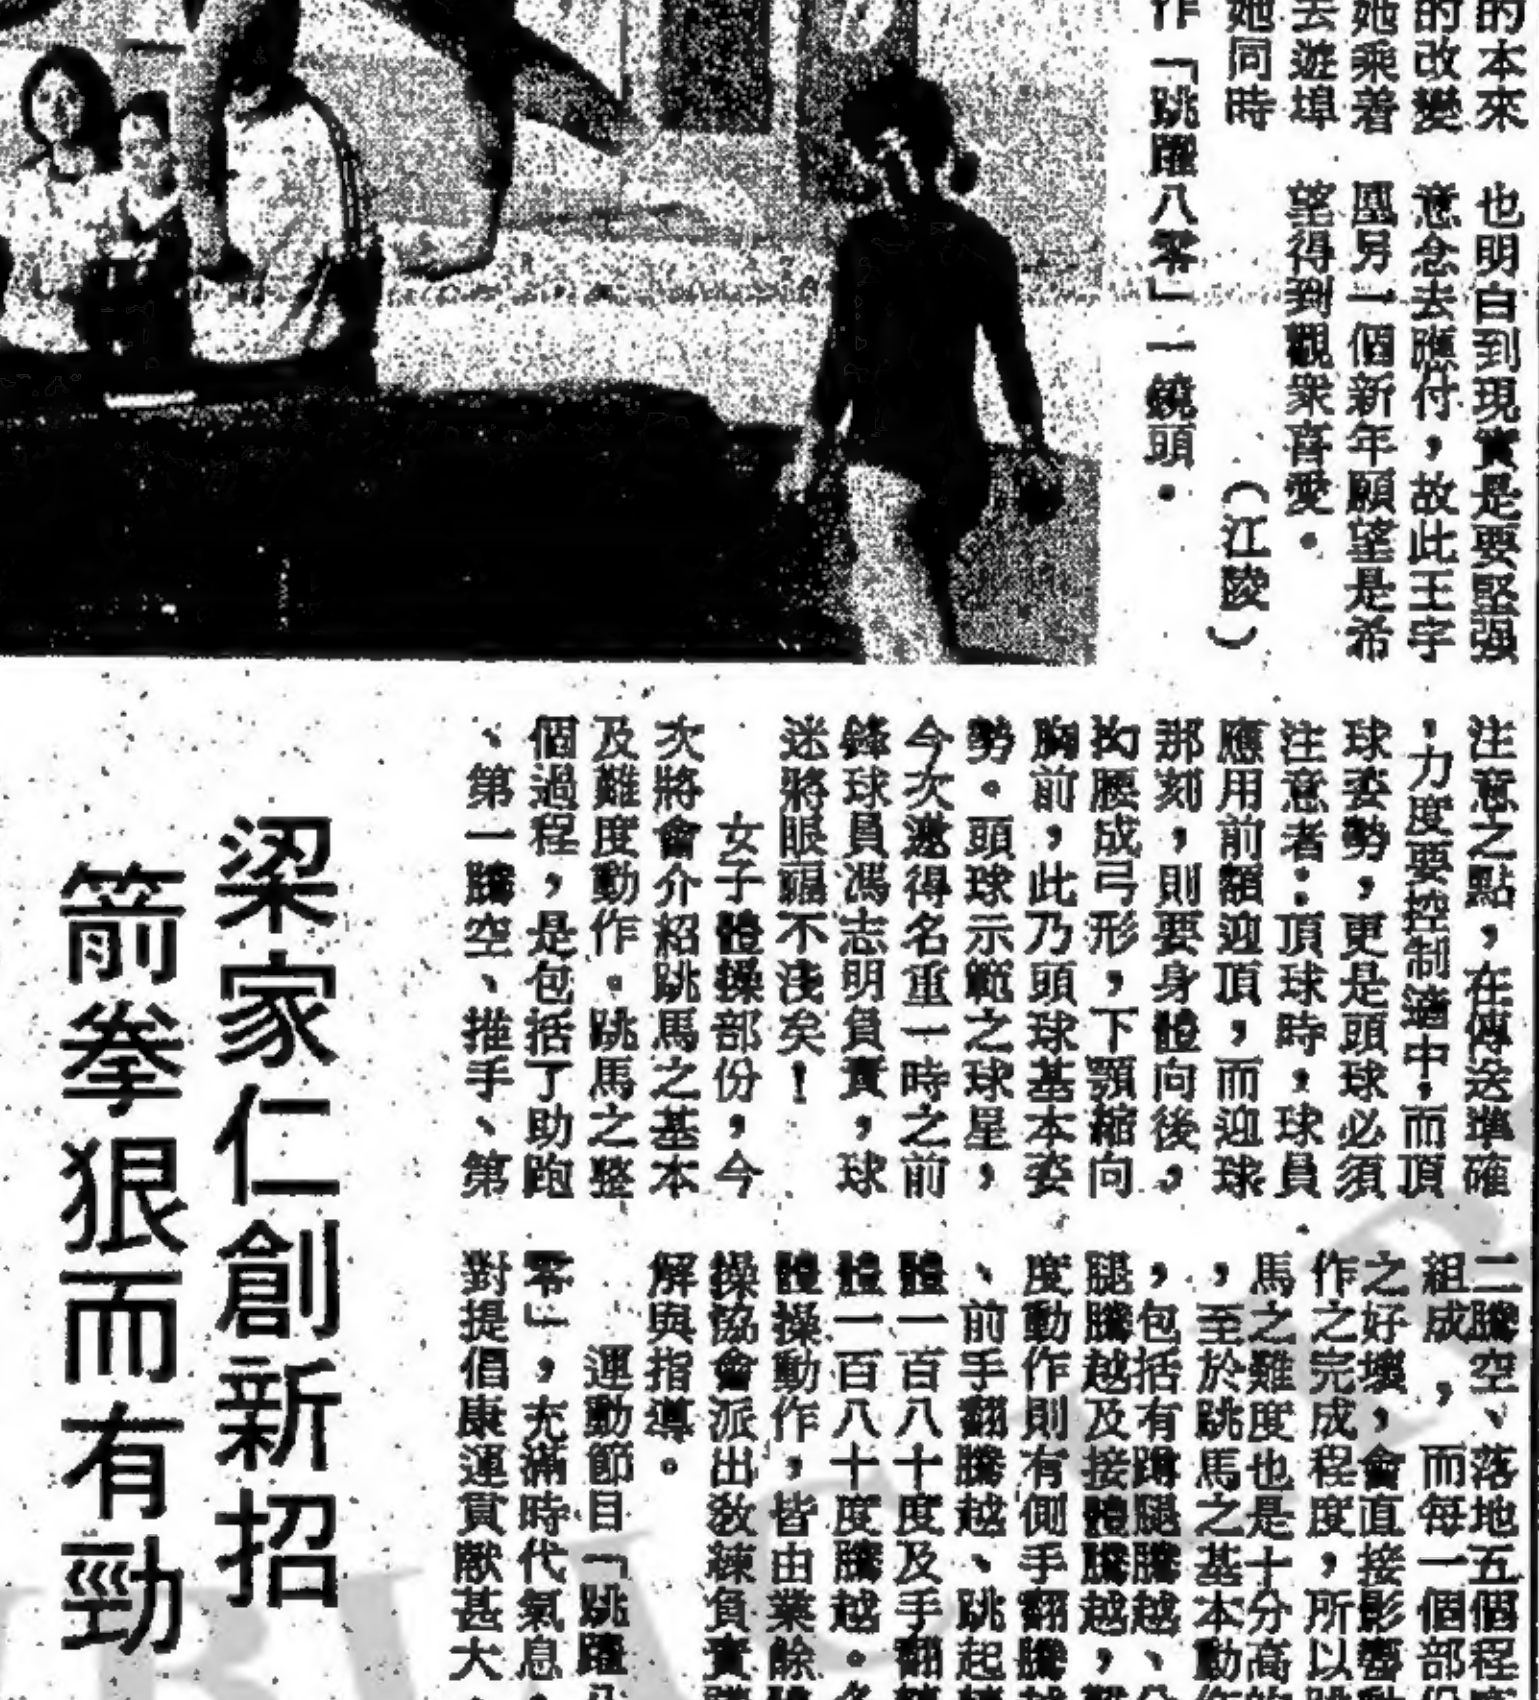 的本來
的改變
她乘着
去遊埠
她同時
也明白到現實是要堅强
意念去應付，故此王宇
凰另一個新年願望是希
望得到觀衆喜愛。
（江陵）
作「跳躍八零」一鏡頭。
注意之點，在傳送準確
，力度要控制適中，而頂
球姿勢，更是頭球必須
注意者：頂球時，球員
應用前額迎頂，而迎球
那刻，則要身體向後，
拗腰成弓形，下顎縮向
胸前，此乃頭球基本姿
勢。頭球示範之球星，
今次邀得名重一時之前
鋒球員馮志明負責，球
迷將眼福不淺矣！
女子體操部份，今
次將會介紹跳馬之基本
及難度動作。跳馬之整
個過程，是包括了助跑
、第一騰空、推手、第
二騰空、落地五個程
組成，而每一個部份
之好壞，會直接影響動
作之完成程度，所以跳
馬之難度也是十分高的
，至於跳馬之基本動作
，包括有蹲腿騰越、分
腿騰越及接體騰越，難
度動作則有側手翻騰越
、前手翻騰越、跳起轉
體一百八十度及手翻轉
體一百八十度騰越。各
體操動作，皆由業餘體
操協會派出敎練負責講
解與指導。
運動節目「跳躍八
零」，充滿時代氣息，
對提倡康運貢献甚大、
梁家仁創新招
箭拳狠而有勁